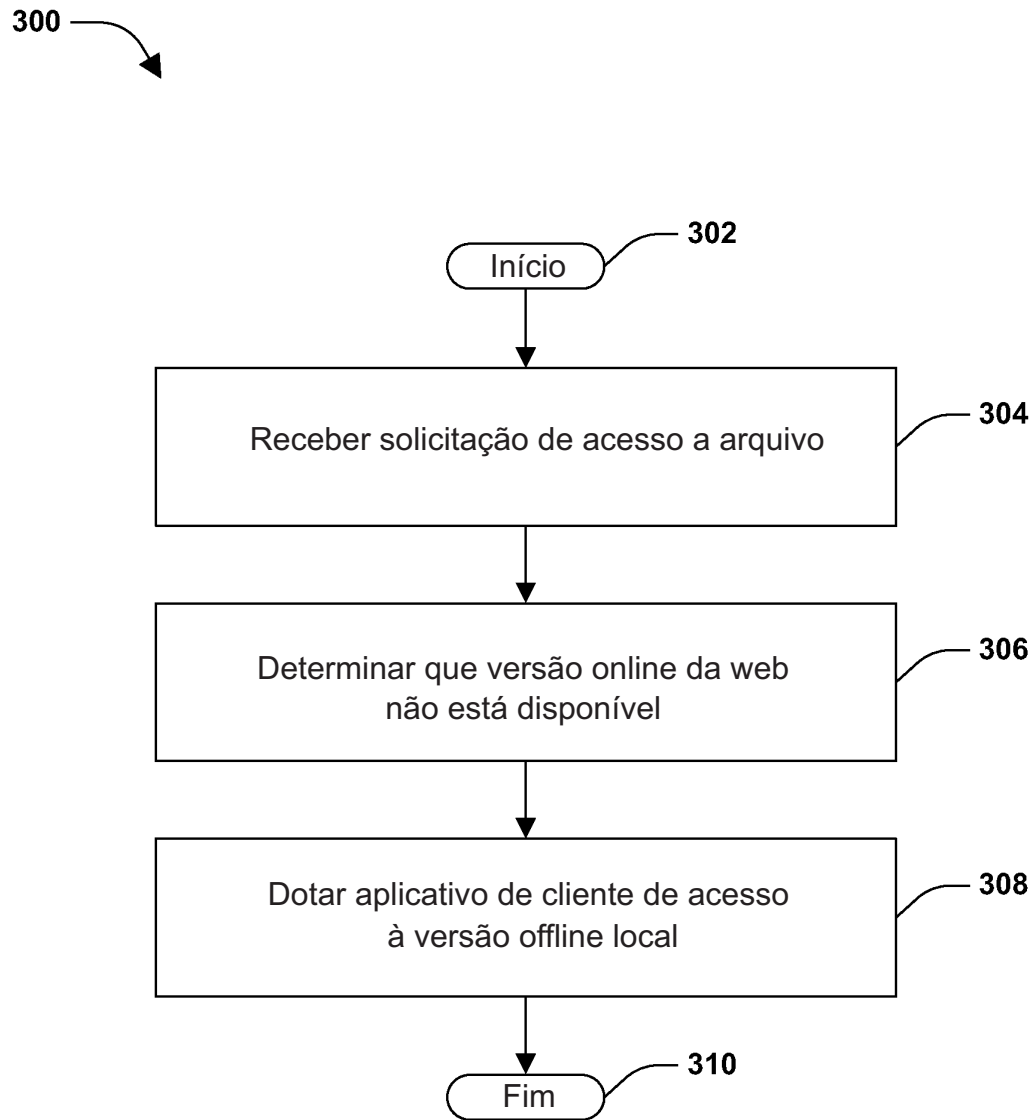 300
302
Início
304
Receber solicitação de acesso a arquivo
306
Determinar que versão online da web
não está disponível
308
Dotar aplicativo de cliente de acesso
à versão offline local
310
Fim